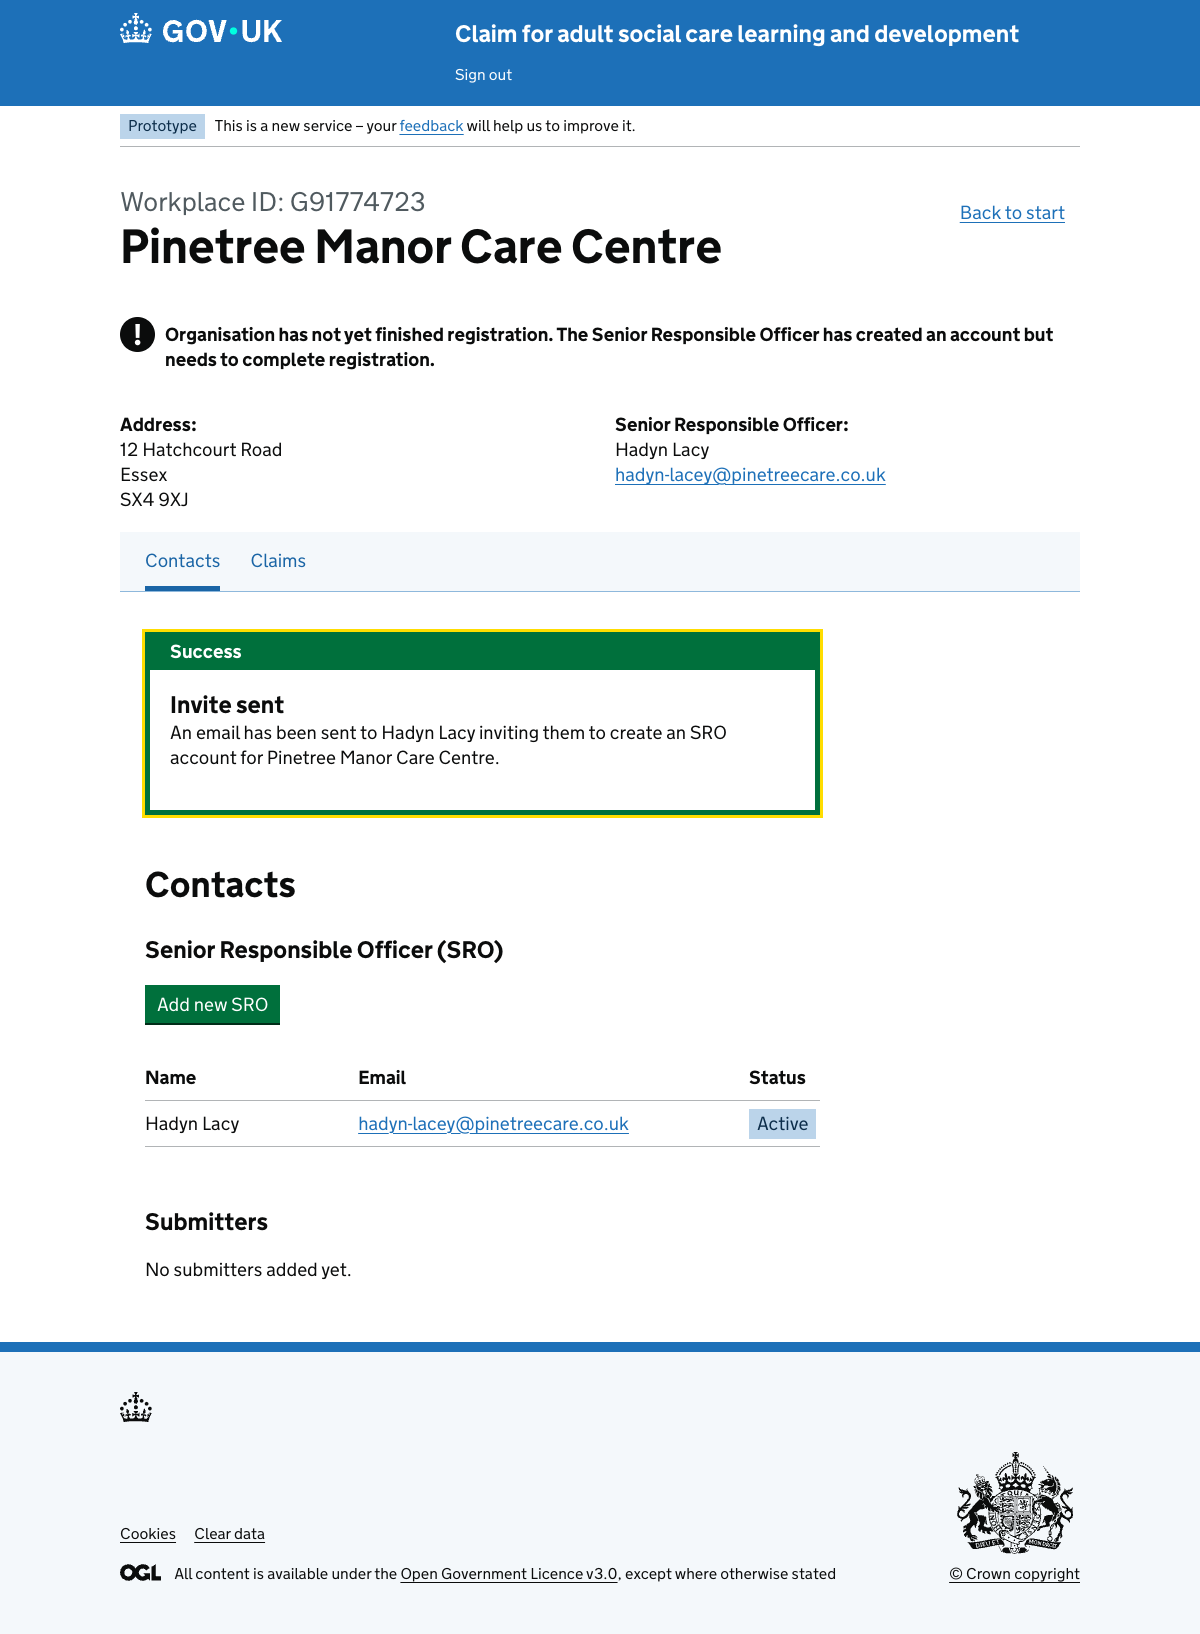 GOV·UK
Claim for adult social care learning and development
Sign out
Prototype This is a new service – your feedback will help us to improve it.
Workplace ID: G91774723
Back to start
Pinetree Manor Care Centre
! Organisation has not yet finished registration. The Senior Responsible Officer has created an account but
needs to complete registration.
Address:
12 Hatchcourt Road
Essex
SX4 9XJ
Senior Responsible Officer:
Hadyn Lacy
hadyn-lacey@pinetreecare.co.uk
Contacts Claims
Success
Invite sent
An email has been sent to Hadyn Lacy inviting them to create an SRO
account for Pinetree Manor Care Centre.
Contacts
Senior Responsible Officer (SRO)
Add new SRO
Name Email Status
Hadyn Lacy hadyn-lacey@pinetreecare.co.uk Active
Submitters
No submitters added yet.
Cookies Clear data
OGL All content is available under the Open Government Licence v3.0, except where otherwise stated
© Crown copyright